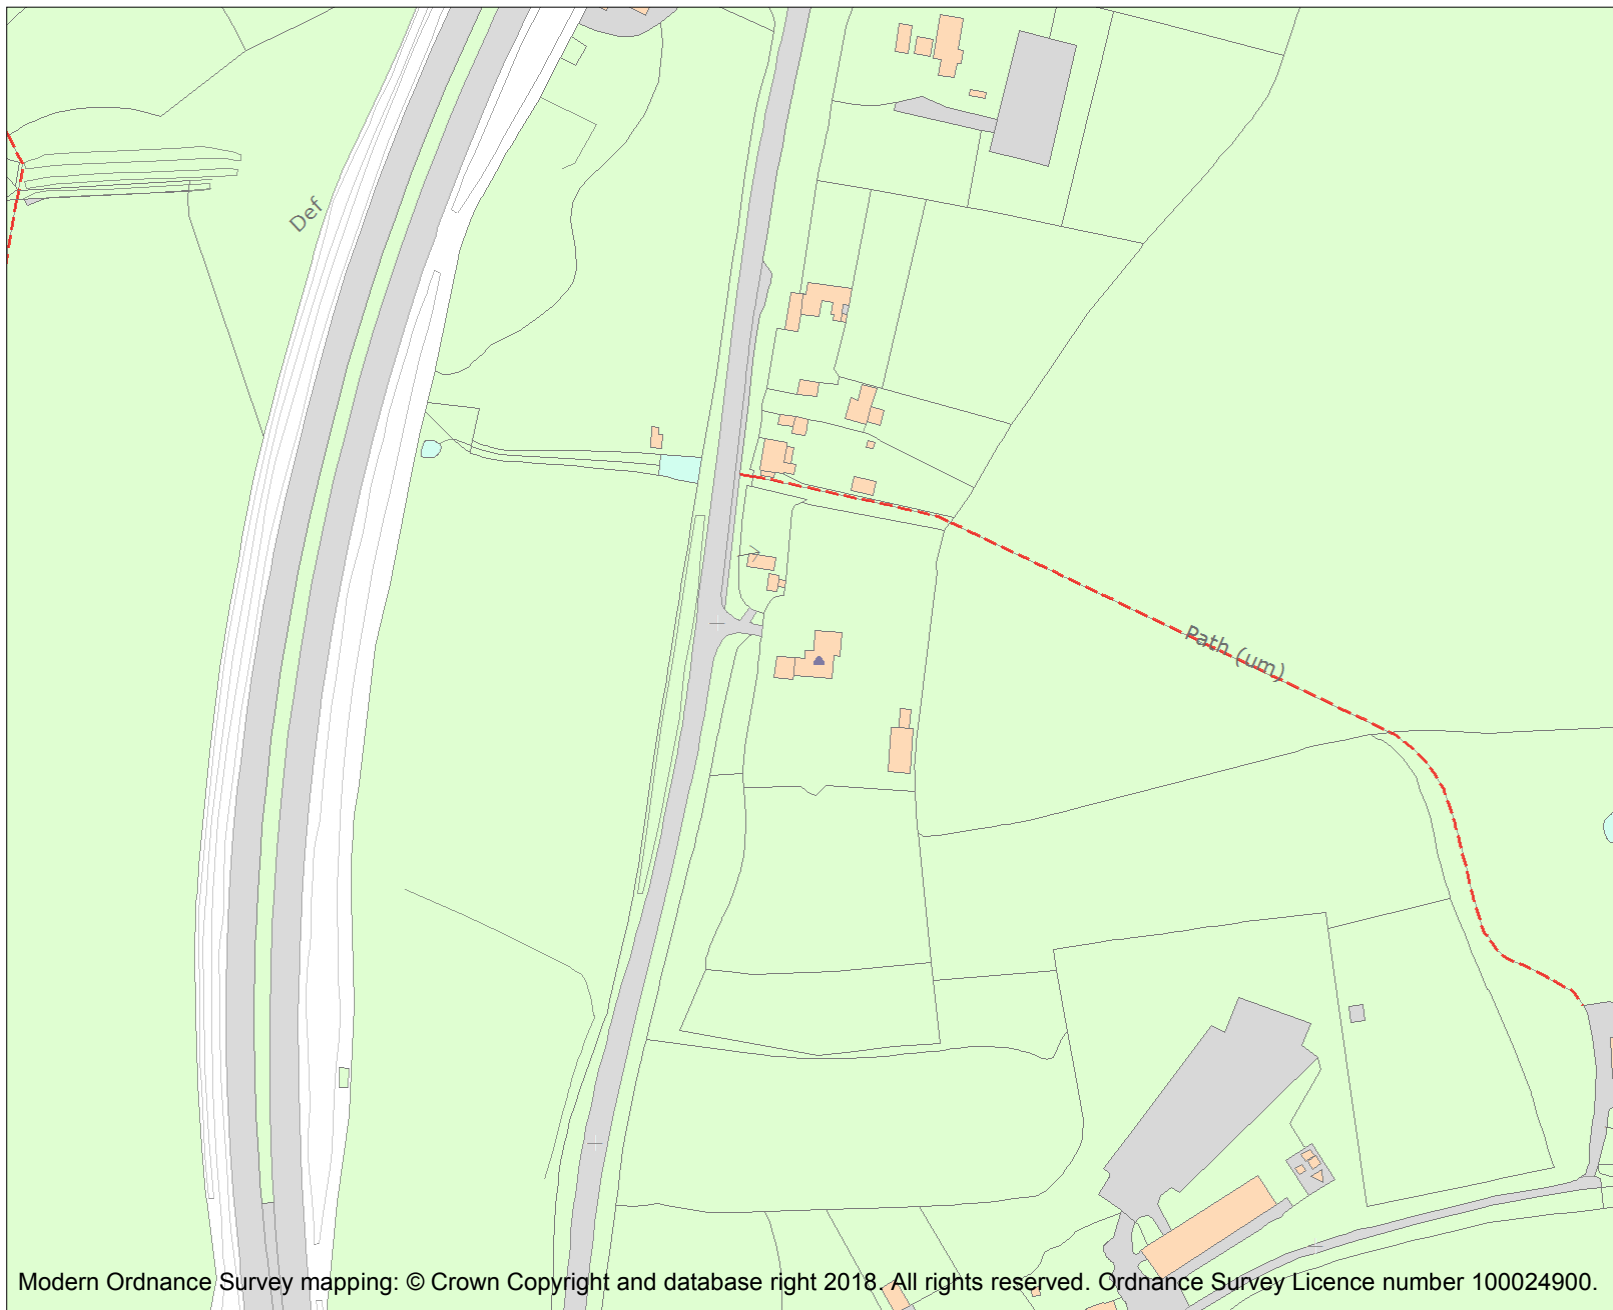 Def
Path (um)
Modern Ordnance Survey mapping: © Crown Copyright and database right 2018. All rights reserved. Ordnance Survey Licence number 100024900.